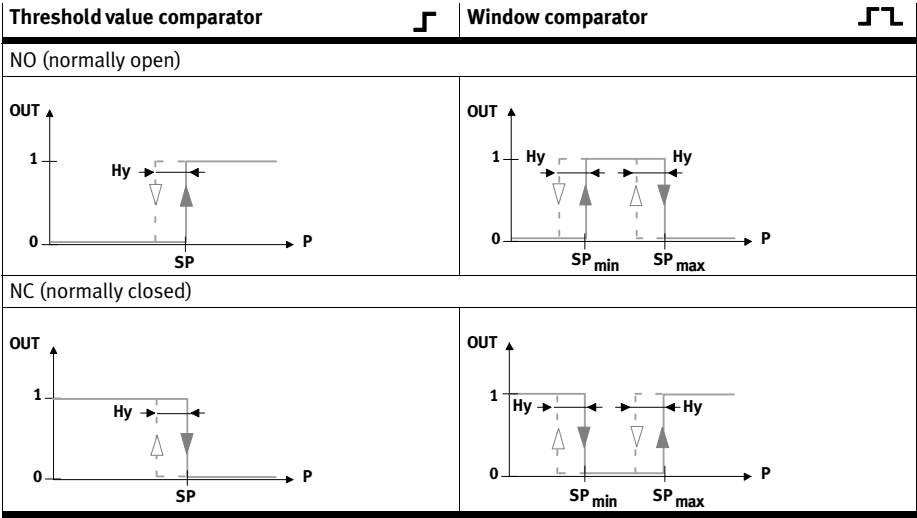 Threshold value comparator
Window comparator
NO (normally open)
OUT
1
Hy
0
P
SP
OUT
1
Hy
Hy
0
P
SP min
SP max
NC (normally closed)
OUT
1
Hy
0
P
SP
OUT
1
Hy
Hy
0
P
SP min
SP max